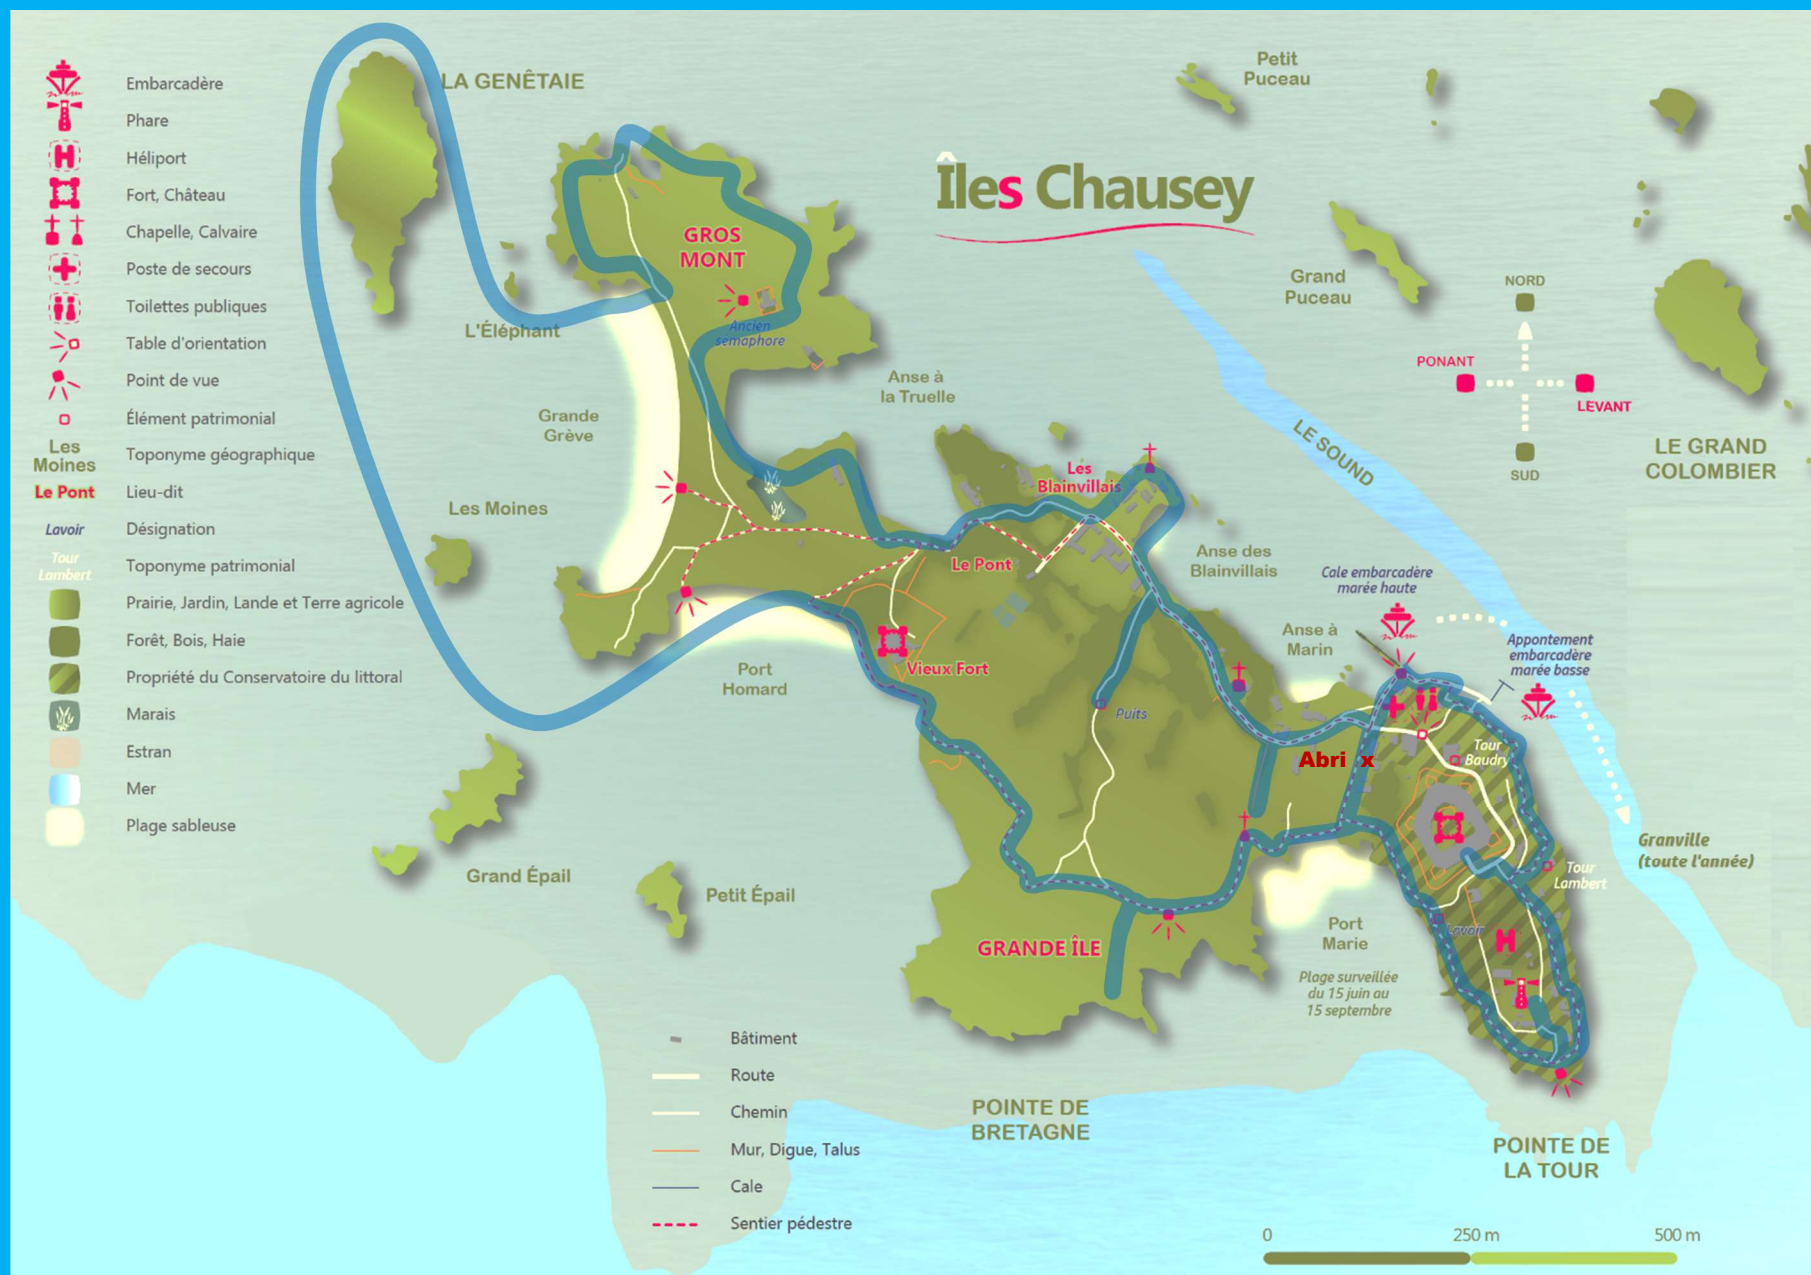 Embarcadère
Phare
Héliport
Fort, Château
Chapelle, Calvaire
Poste de secours
Toilettes publiques
Table d'orientation
Point de vue
Élément patrimonial
Les
Moines
Toponyme géographique
Le Pont
Lieu-dit
Lavoir
Désignation
Tour
Lambert
Toponyme patrimonial
Prairie, Jardin, Lande et Terre agricole
Forêt, Bois, Haie
Propriété du Conservatoire du littoral
Marais
Estran
Mer
Plage sableuse
LA GENÊTAIE
Petit
Puceau
Îles Chausey
GROS
MONT
Ancien
sémaphore
L'Éléphant
Grande
Grève
Les Moines
Anse à
la Truelle
Grand
Puceau
NORD
PONANT
LEVANT
SUD
LE SOUND
LE GRAND
COLOMBIER
Les
Blainvillais
Le Pont
Anse des
Blainvillais
Cale embarcadère
marée haute
Anse à
Marin
Appontement
embarcadère
marée basse
Port
Homard
Vieux Fort
Puits
Abri x
Tour
Baudry
Tour
Lambert
Granville
(toute l'année)
Grand Épail
Petit Épail
GRANDE ÎLE
Port
Marie
Lavoir
H
Plage surveillée
du 15 juin au
15 septembre
POINTE DE
BRETAGNE
POINTE DE
LA TOUR
Bâtiment
Route
Chemin
Mur, Digue, Talus
Cale
Sentier pédestre
0 250 m 500 m